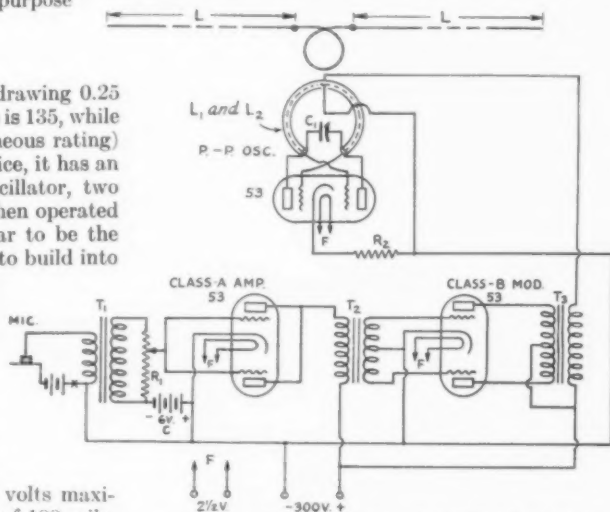 purpose
L
L
drawing 0.25
is 135, while
neous rating)
ice, it has an
cillator, two
hen operated
ar to be the
to build into
L₁ and L₂
C₁
P.-P. OSC.
53
F
R₂
CLASS-A AMP.
53
CLASS-B MOD.
53
MIC.
T₁
T₂
T₃
R₁
F
F
- 6V. +
C
F
2½V.
-300V. +
volts maxi-